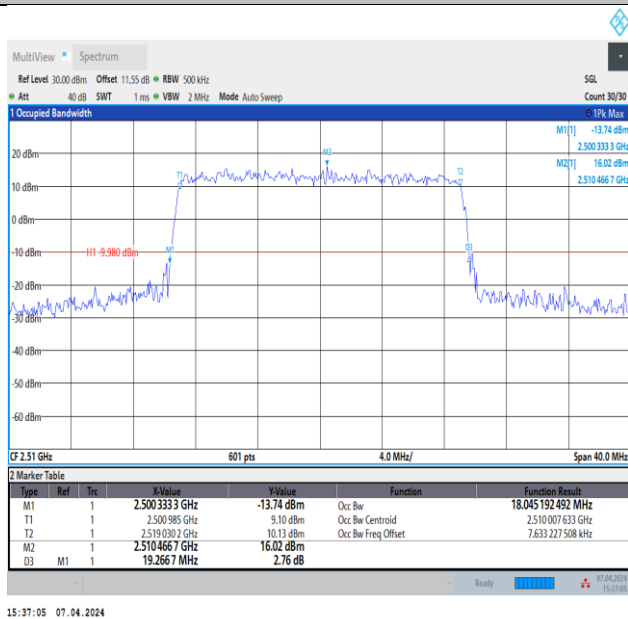 MultiView Spectrum
Ref Level 30.00 dBm Offset 11.55 dB RBW 500 kHz SGL
Att 40 dB SWT 1 ms VBW 2 MHz Mode Auto Sweep Count 30/30
1 Occupied Bandwidth 1Pk Max
M1[1] -13.74 dBm
2.500 333 3 GHz
M2[1] 16.02 dBm
2.510 466 7 GHz
M2
20 dBm
T1 T2
10 dBm
0 dBm
-10 dBm H1 -9.980 dBm M1 D3
-20 dBm
-30 dBm
-40 dBm
-50 dBm
-60 dBm
CF 2.51 GHz 601 pts 4.0 MHz/ Span 40.0 MHz
2 Marker Table
Type Ref Trc X-Value Y-Value Function Function Result
M1 1 2.500 333 3 GHz -13.74 dBm Occ Bw 18.045 192 492 MHz
T1 1 2.500 985 GHz 9.10 dBm Occ Bw Centroid 2.510 007 633 GHz
T2 1 2.519 030 2 GHz 10.13 dBm Occ Bw Freq Offset 7.633 227 508 kHz
M2 1 2.510 466 7 GHz 16.02 dBm
D3 M1 1 19.266 7 MHz 2.76 dB
Ready 07.04.2024
15:37:05
15:37:05 07.04.2024